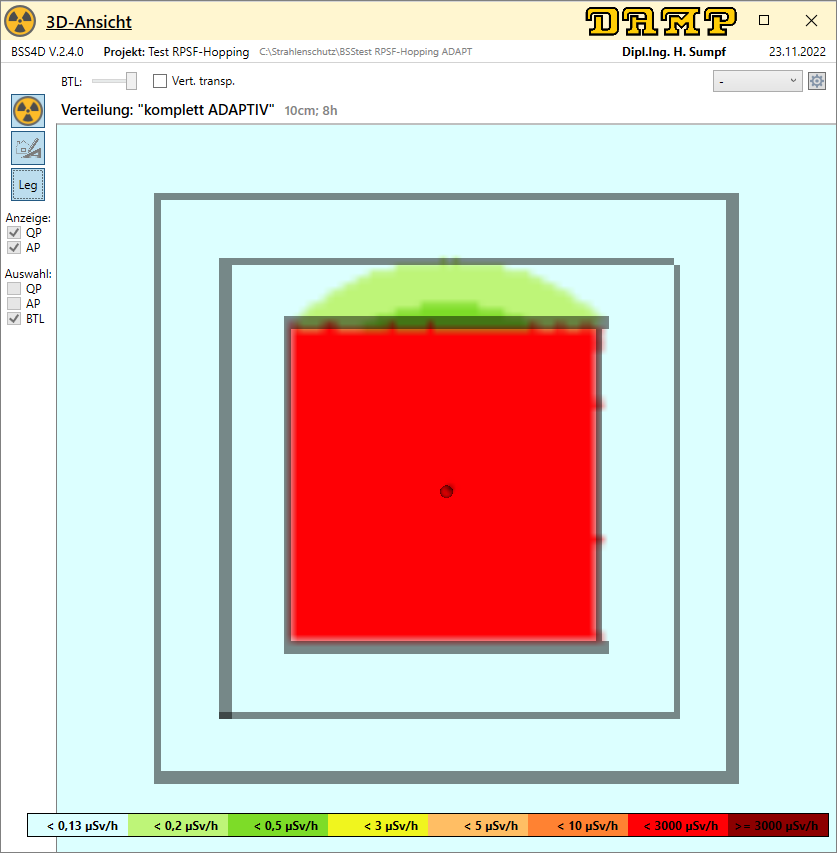 3D-Ansicht DAMP
BSS4D V.2.4.0 Projekt: Test RPSF-Hopping C:\Strahlenschutz\BSStest RPSF-Hopping ADAPT Dipl.Ing. H. Sumpf 23.11.2022
BTL: Vert. transp. -
Verteilung: "komplett ADAPTIV" 10cm; 8h
Leg
Anzeige:
QP
AP
Auswahl:
QP
AP
BTL
< 0,13 µSv/h < 0,2 µSv/h < 0,5 µSv/h < 3 µSv/h < 5 µSv/h < 10 µSv/h < 3000 µSv/h >= 3000 µSv/h